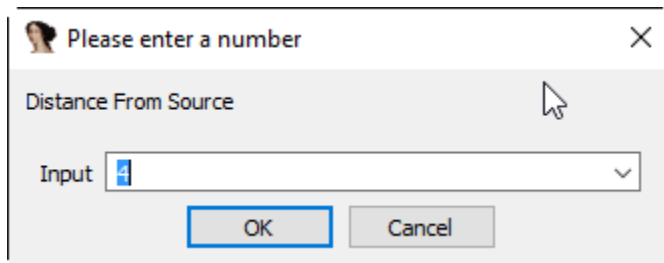 Please enter a number
Distance From Source
Input 4
OK Cancel